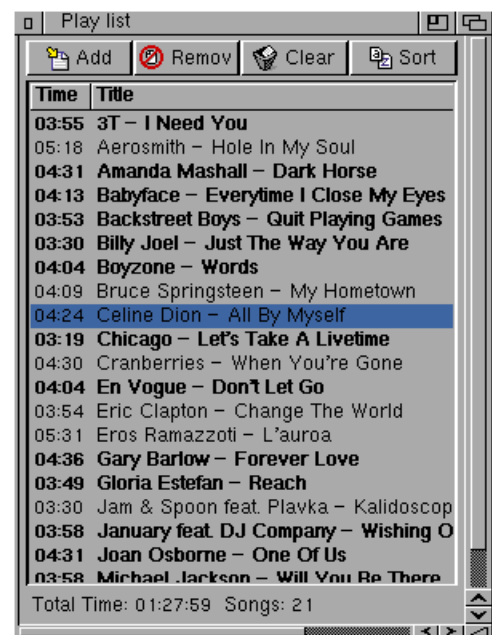 Play list
Add Remov Clear Sort
Time Title
03:55 3T – I Need You
05:18 Aerosmith – Hole In My Soul
04:31 Amanda Mashall – Dark Horse
04:13 Babyface – Everytime I Close My Eyes
03:53 Backstreet Boys – Quit Playing Games
03:30 Billy Joel – Just The Way You Are
04:04 Boyzone – Words
04:09 Bruce Springsteen – My Hometown
04:24 Celine Dion – All By Myself
03:19 Chicago – Let's Take A Livetime
04:30 Cranberries – When You're Gone
04:04 En Vogue – Don't Let Go
03:54 Eric Clapton – Change The World
05:31 Eros Ramazzoti – L'auroa
04:36 Gary Barlow – Forever Love
03:49 Gloria Estefan – Reach
03:30 Jam & Spoon feat. Plavka – Kalidoscop
03:58 January feat. DJ Company – Wishing O
04:31 Joan Osborne – One Of Us
03:58 Michael Jackson – Will You Be There
Total Time: 01:27:59 Songs: 21